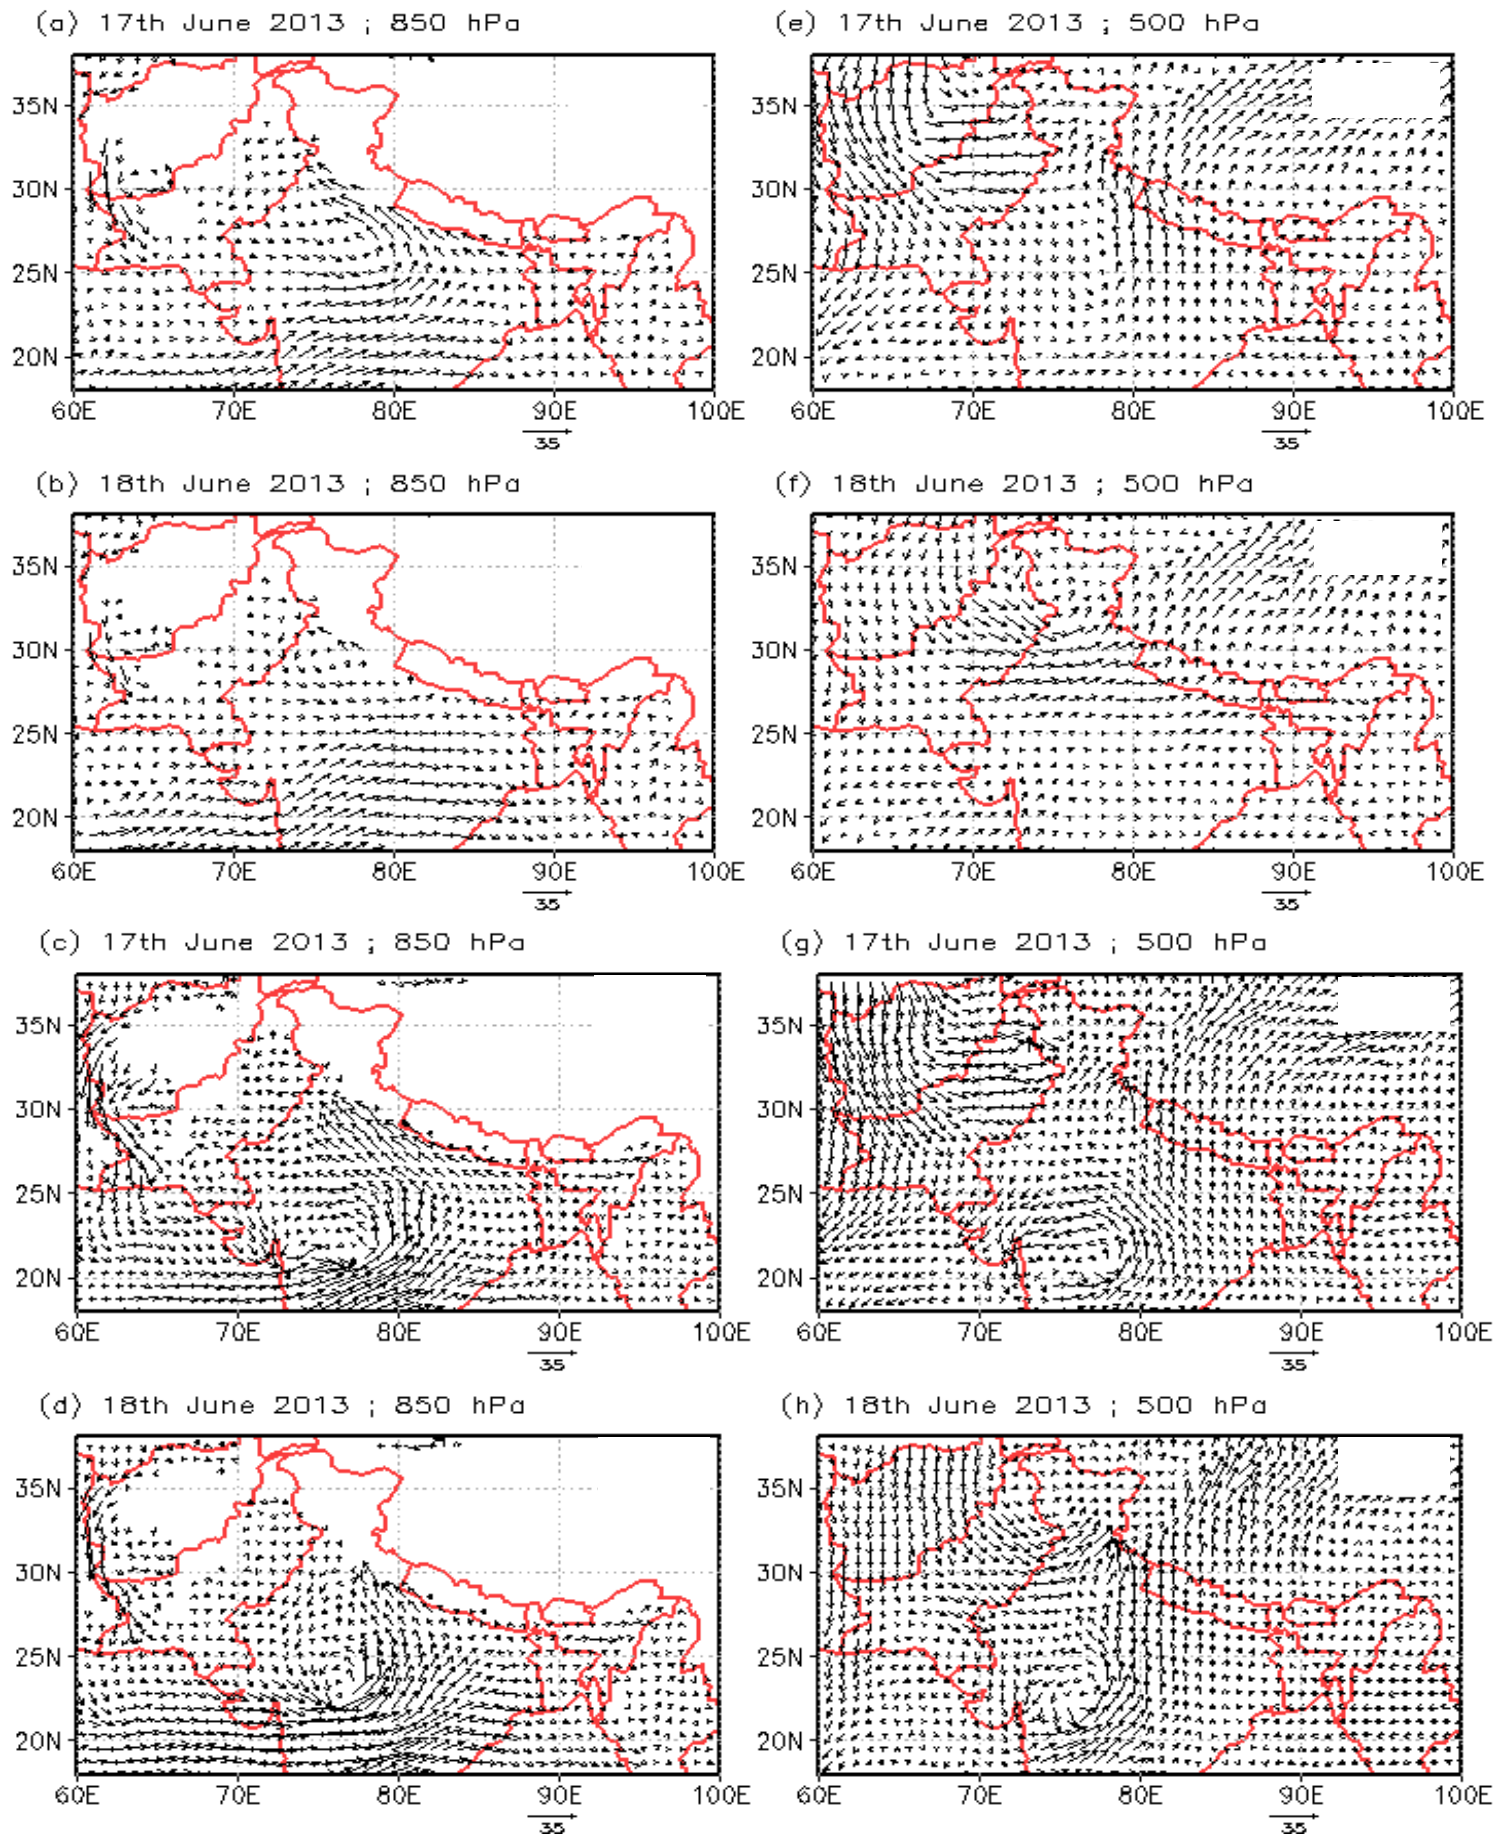 (a) 17th June 2013 ; 850 hPa
35N
30N
25N
20N
60E 70E 80E 90E 100E
35
(e) 17th June 2013 ; 500 hPa
35N
30N
25N
20N
60E 70E 80E 90E 100E
35
(b) 18th June 2013 ; 850 hPa
35N
30N
25N
20N
60E 70E 80E 90E 100E
35
(f) 18th June 2013 ; 500 hPa
35N
30N
25N
20N
60E 70E 80E 90E 100E
35
(c) 17th June 2013 ; 850 hPa
35N
30N
25N
20N
60E 70E 80E 90E 100E
35
(g) 17th June 2013 ; 500 hPa
35N
30N
25N
20N
60E 70E 80E 90E 100E
35
(d) 18th June 2013 ; 850 hPa
35N
30N
25N
20N
60E 70E 80E 90E 100E
35
(h) 18th June 2013 ; 500 hPa
35N
30N
25N
20N
60E 70E 80E 90E 100E
35